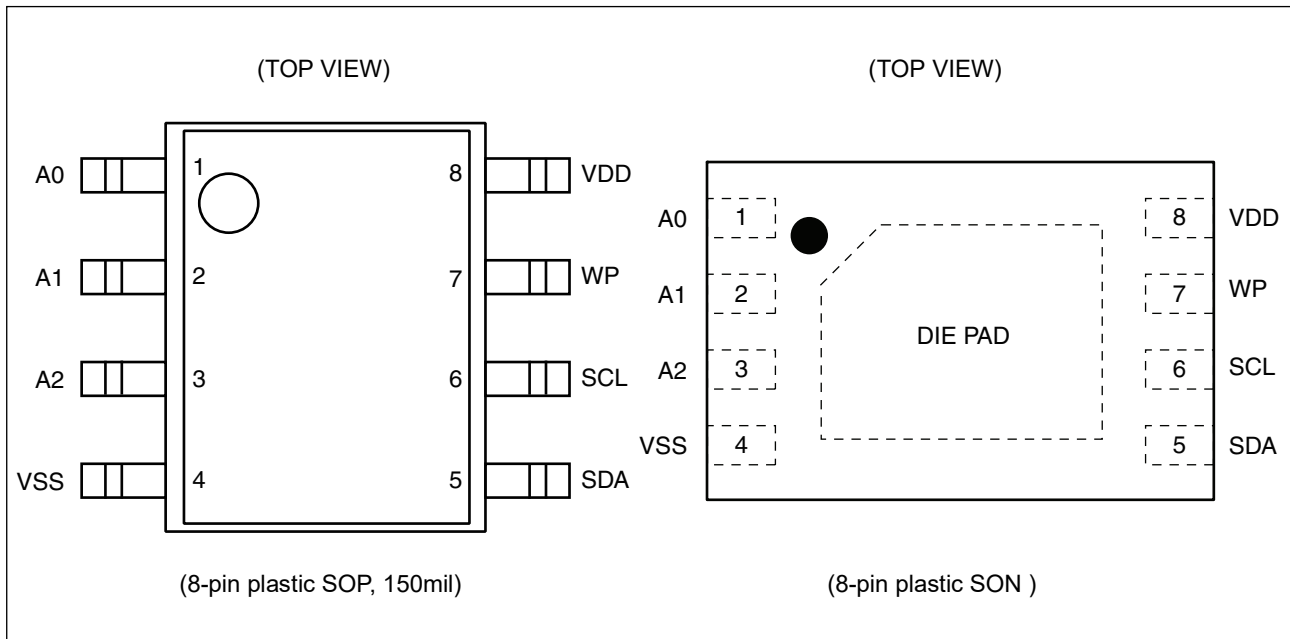 (TOP VIEW)
A0 1 8 VDD
A1 2 7 WP
A2 3 6 SCL
VSS 4 5 SDA
(8-pin plastic SOP, 150mil)
(TOP VIEW)
A0 1 8 VDD
A1 2 7 WP
DIE PAD
A2 3 6 SCL
VSS 4 5 SDA
(8-pin plastic SON )